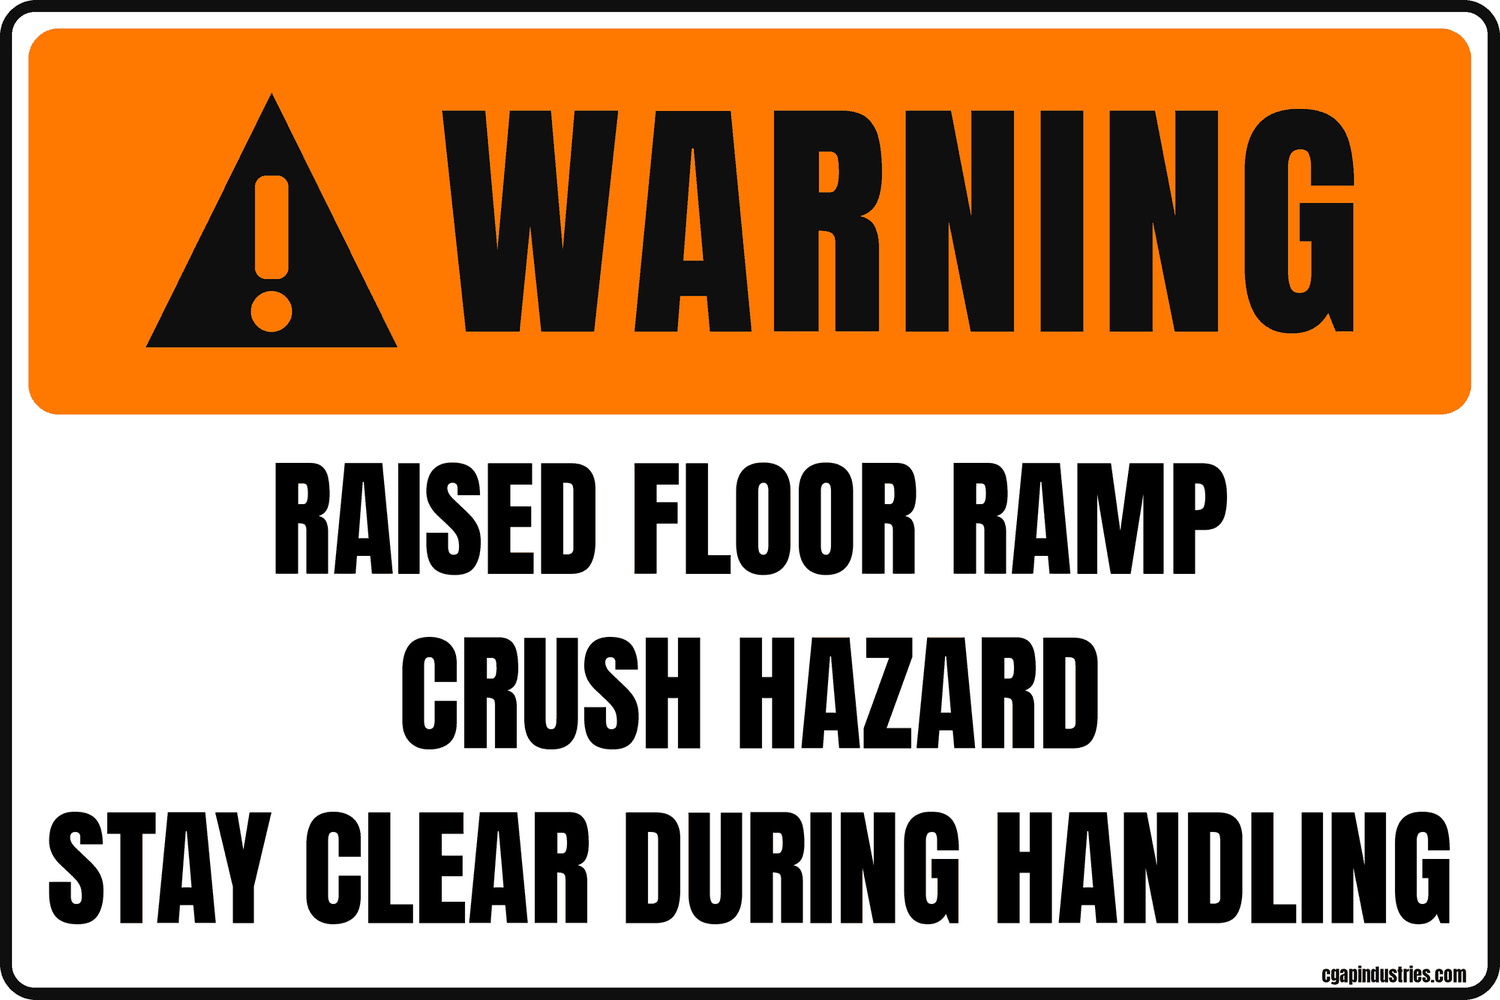 WARNING
RAISED FLOOR RAMP
CRUSH HAZARD
STAY CLEAR DURING HANDLING
cgapindustries.com